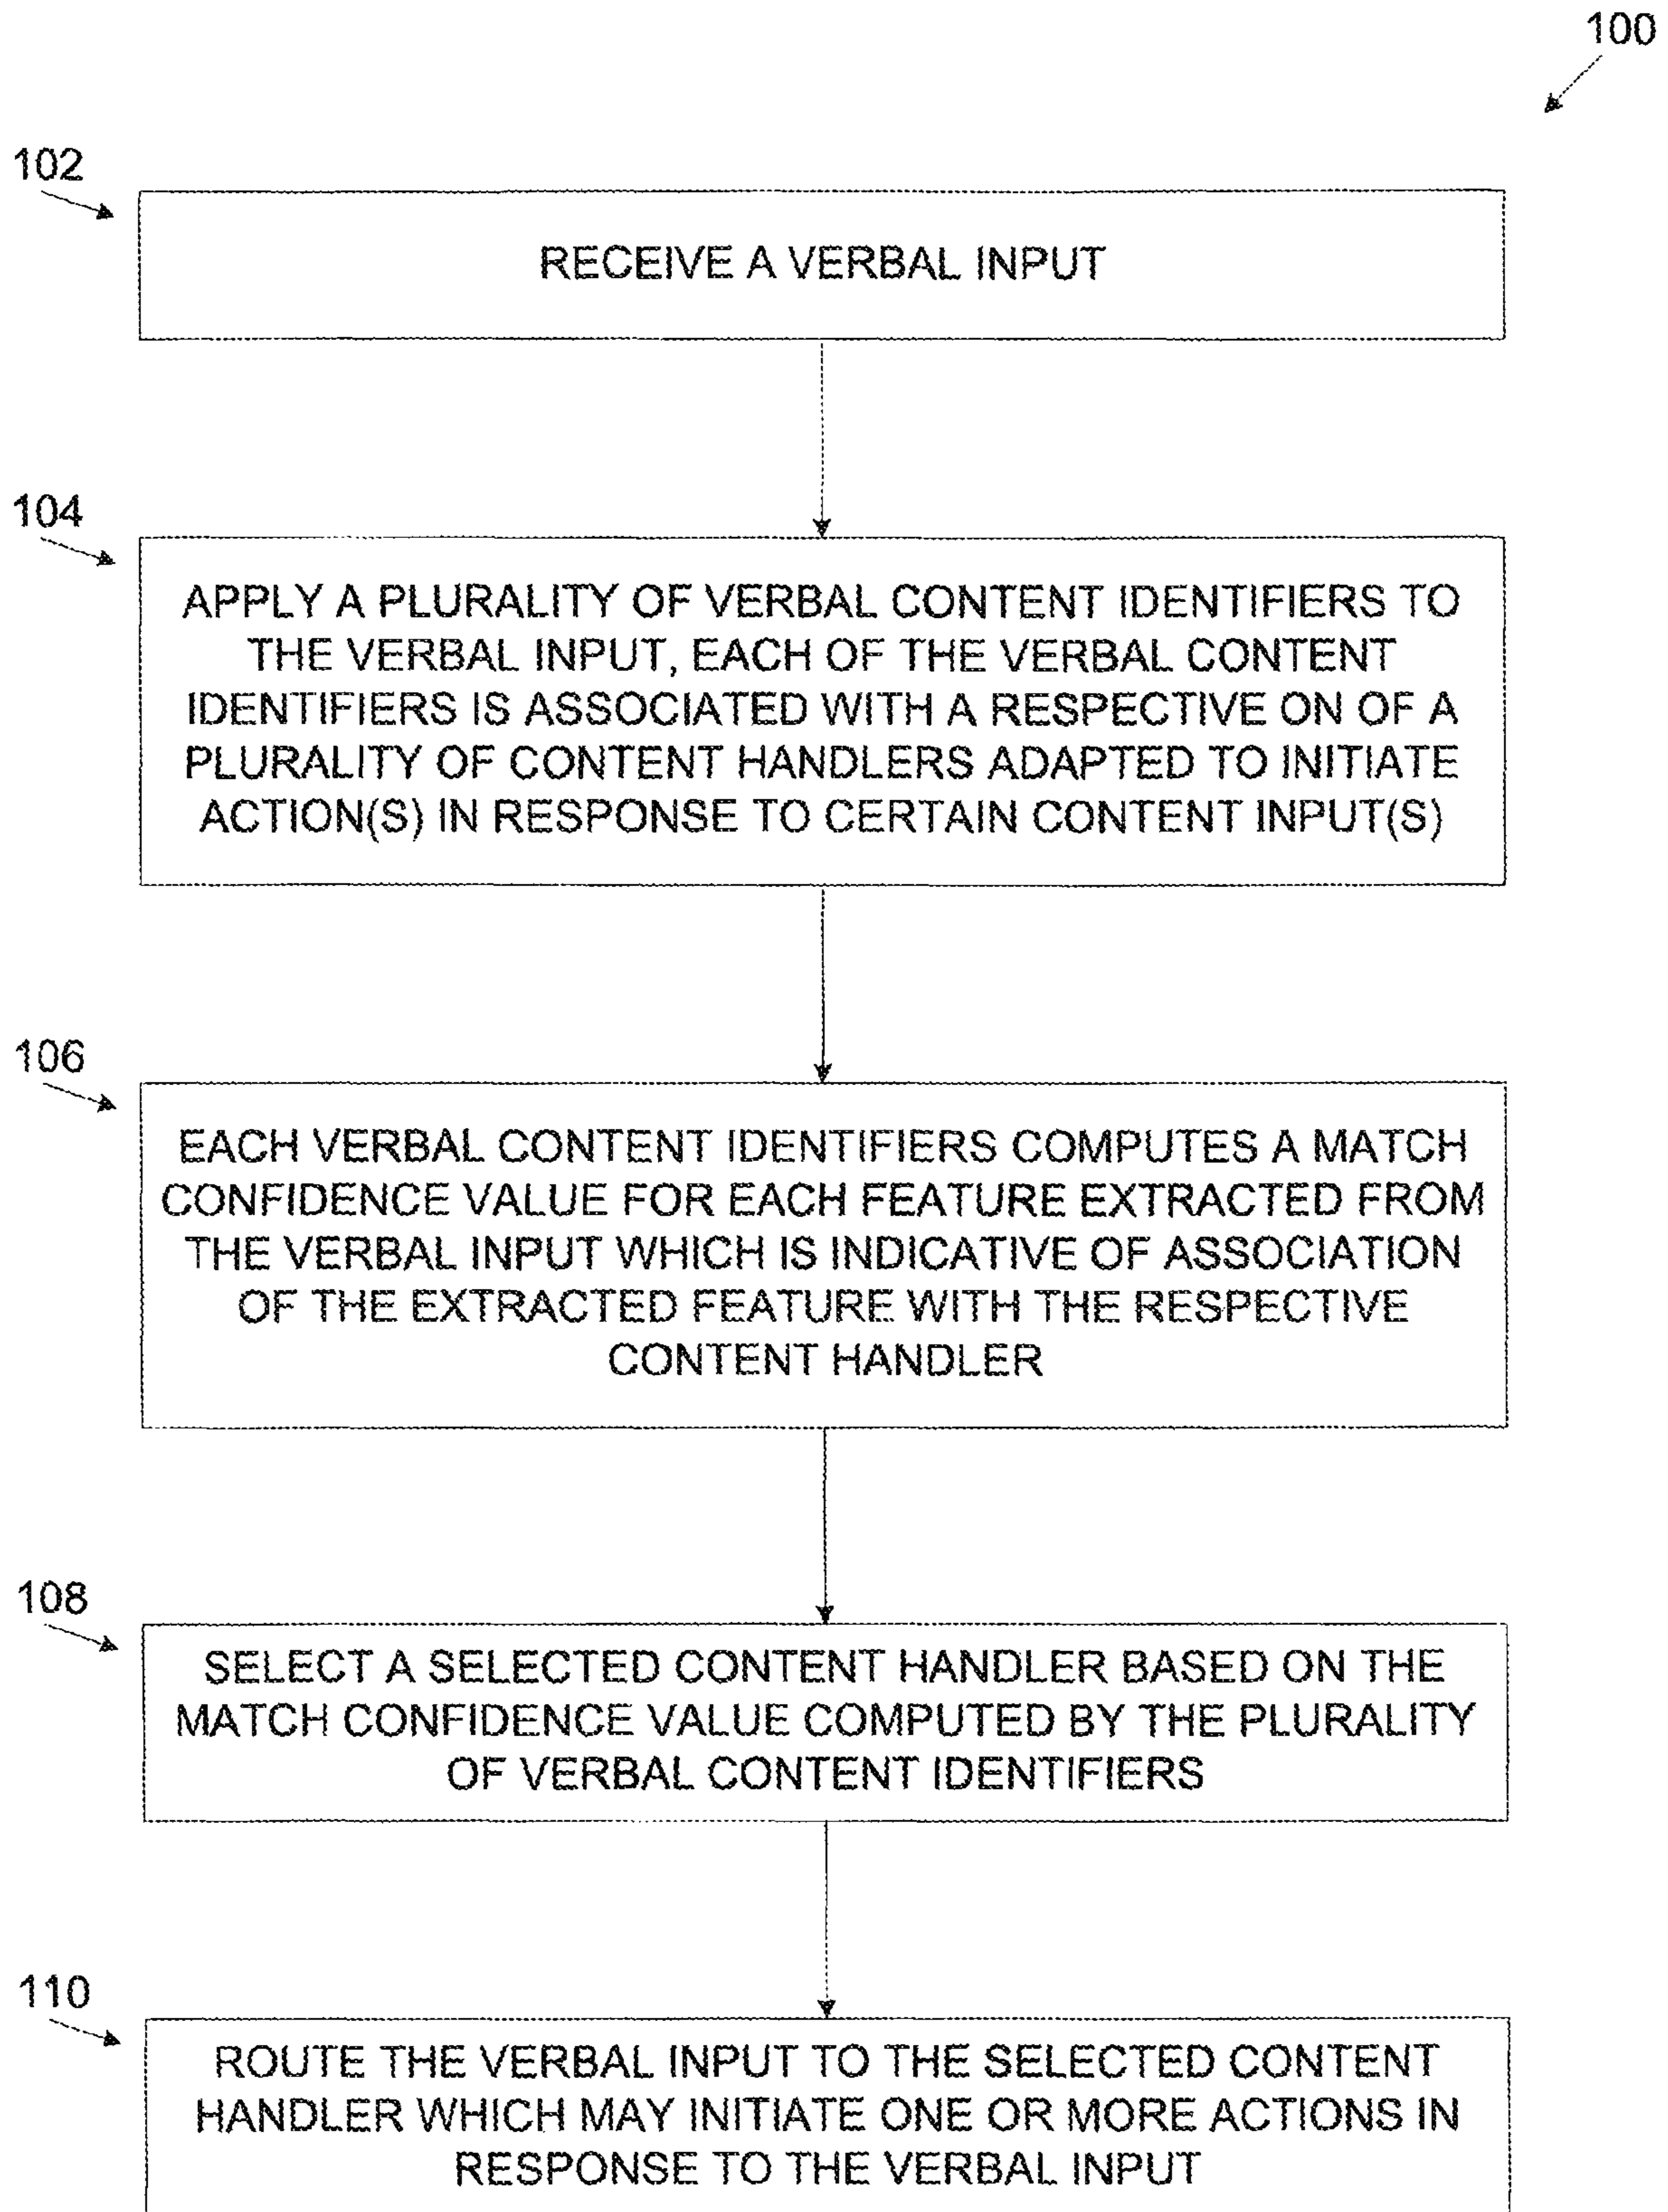 100
102
RECEIVE A VERBAL INPUT
104
APPLY A PLURALITY OF VERBAL CONTENT IDENTIFIERS TO
THE VERBAL INPUT, EACH OF THE VERBAL CONTENT
IDENTIFIERS IS ASSOCIATED WITH A RESPECTIVE ON OF A
PLURALITY OF CONTENT HANDLERS ADAPTED TO INITIATE
ACTION(S) IN RESPONSE TO CERTAIN CONTENT INPUT(S)
106
EACH VERBAL CONTENT IDENTIFIERS COMPUTES A MATCH
CONFIDENCE VALUE FOR EACH FEATURE EXTRACTED FROM
THE VERBAL INPUT WHICH IS INDICATIVE OF ASSOCIATION
OF THE EXTRACTED FEATURE WITH THE RESPECTIVE
CONTENT HANDLER
108
SELECT A SELECTED CONTENT HANDLER BASED ON THE
MATCH CONFIDENCE VALUE COMPUTED BY THE PLURALITY
OF VERBAL CONTENT IDENTIFIERS
110
ROUTE THE VERBAL INPUT TO THE SELECTED CONTENT
HANDLER WHICH MAY INITIATE ONE OR MORE ACTIONS IN
RESPONSE TO THE VERBAL INPUT